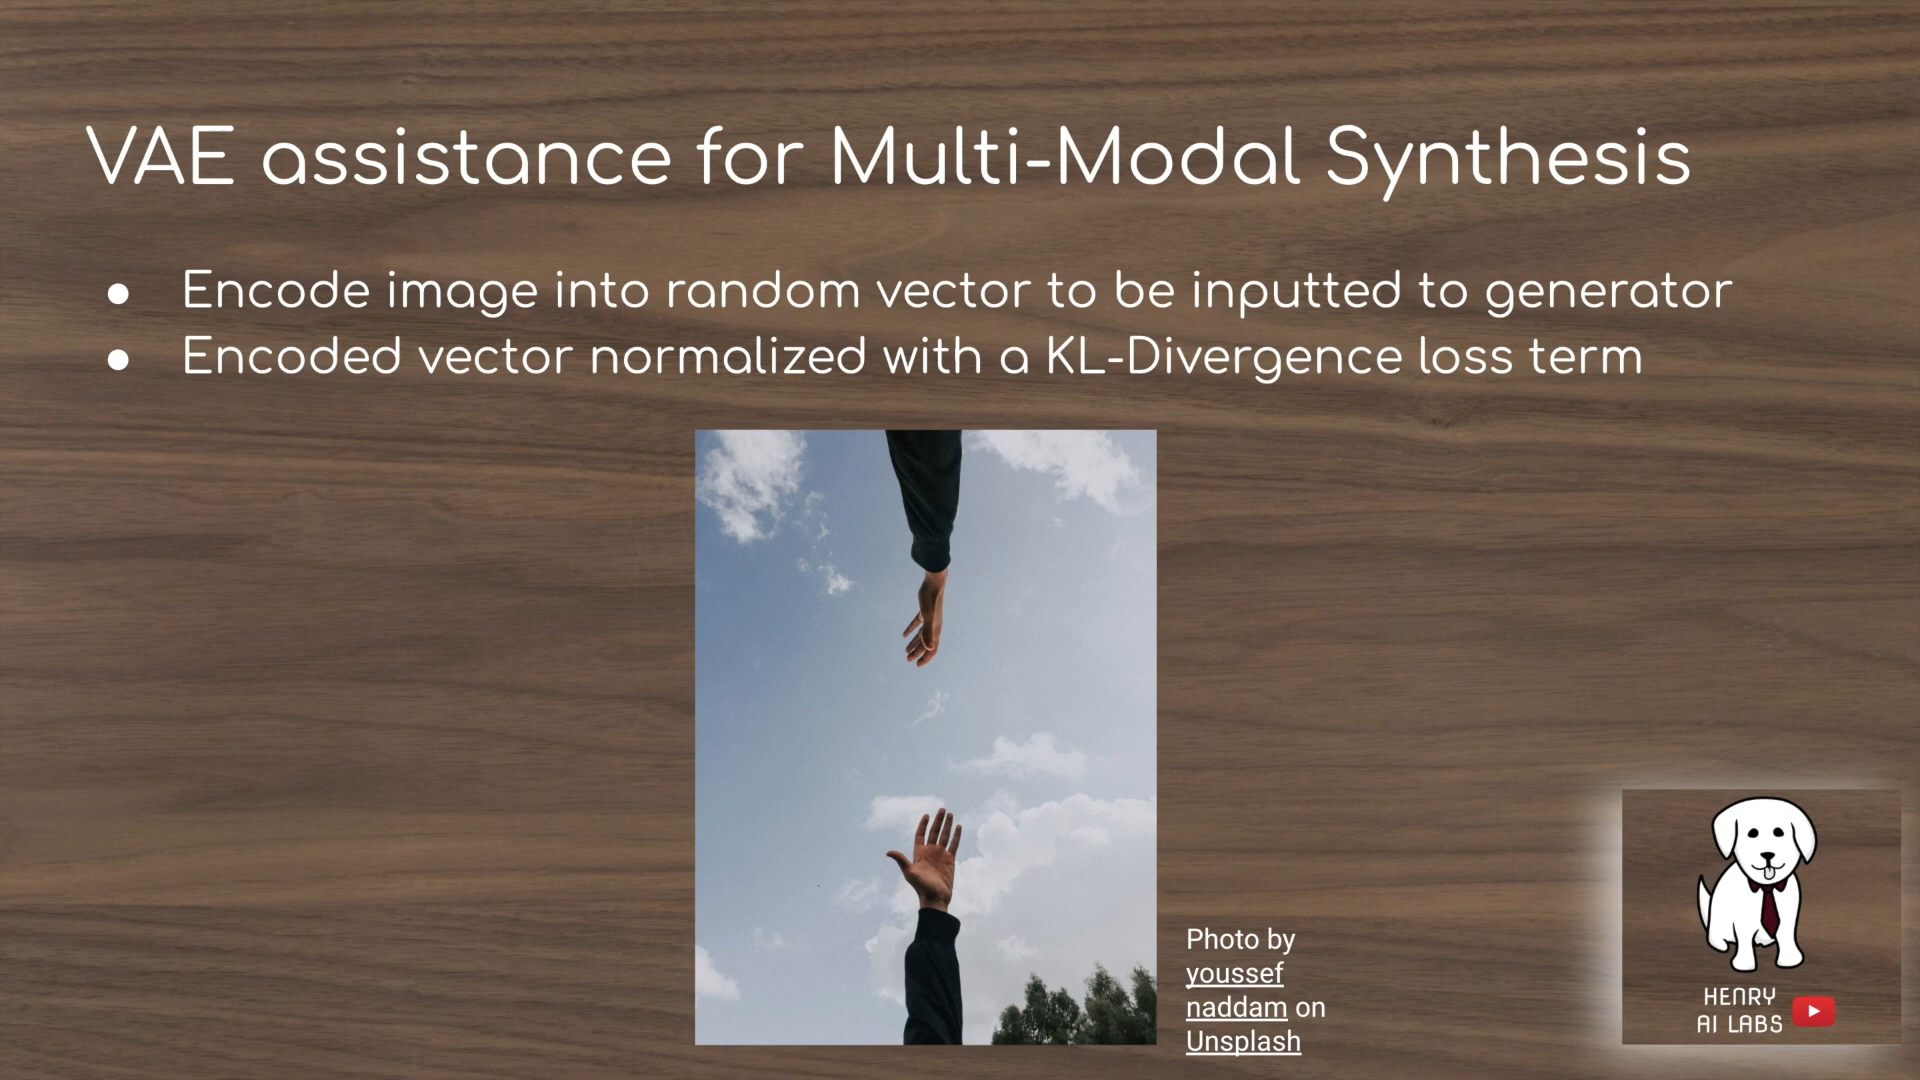 VAE assistance for Multi-Modal Synthesis
● Encode image into random vector to be inputted to generator
● Encoded vector normalized with a KL-Divergence loss term
Photo by
youssef
naddam on
Unsplash
HENRY
AI LABS